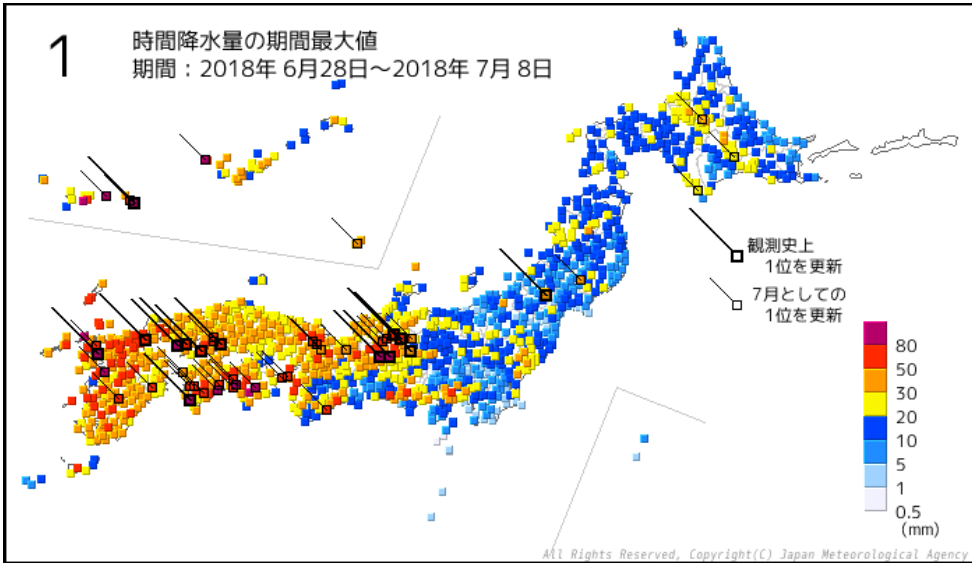 1 時間降水量の期間最大値
期間：2018年 6月28日～2018年 7月 8日
観測史上
1位を更新
7月としての
1位を更新
80
50
30
20
10
5
1
0.5
(mm)
All Rights Reserved, Copyright(C) Japan Meteorological Agency